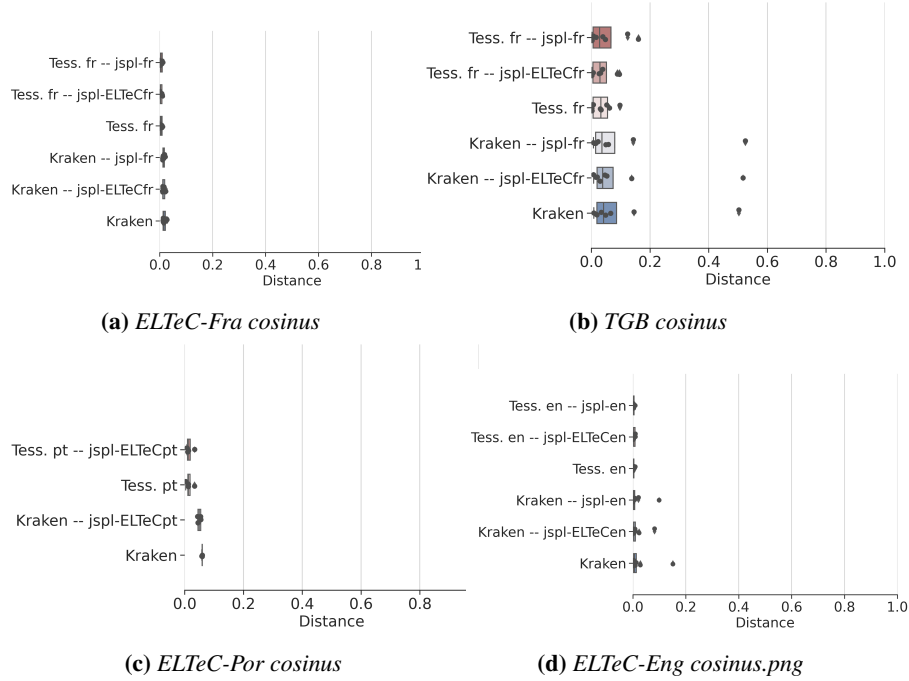 Tess. fr -- jspl-fr
Tess. fr -- jspl-ELTeCfr
Tess. fr
Kraken -- jspl-fr
Kraken -- jspl-ELTeCfr
Kraken
0.0 0.2 0.4 0.6 0.8 1
Distance
(a) ELTeC-Fra cosinus
Tess. fr -- jspl-fr
Tess. fr -- jspl-ELTeCfr
Tess. fr
Kraken -- jspl-fr
Kraken -- jspl-ELTeCfr
Kraken
0.0 0.2 0.4 0.6 0.8 1.0
Distance
(b) TGB cosinus
Tess. pt -- jspl-ELTeCpt
Tess. pt
Kraken -- jspl-ELTeCpt
Kraken
0.0 0.2 0.4 0.6 0.8
Distance
(c) ELTeC-Por cosinus
Tess. en -- jspl-en
Tess. en -- jspl-ELTeCen
Tess. en
Kraken -- jspl-en
Kraken -- jspl-ELTeCen
Kraken
0.0 0.2 0.4 0.6 0.8 1.0
Distance
(d) ELTeC-Eng cosinus.png